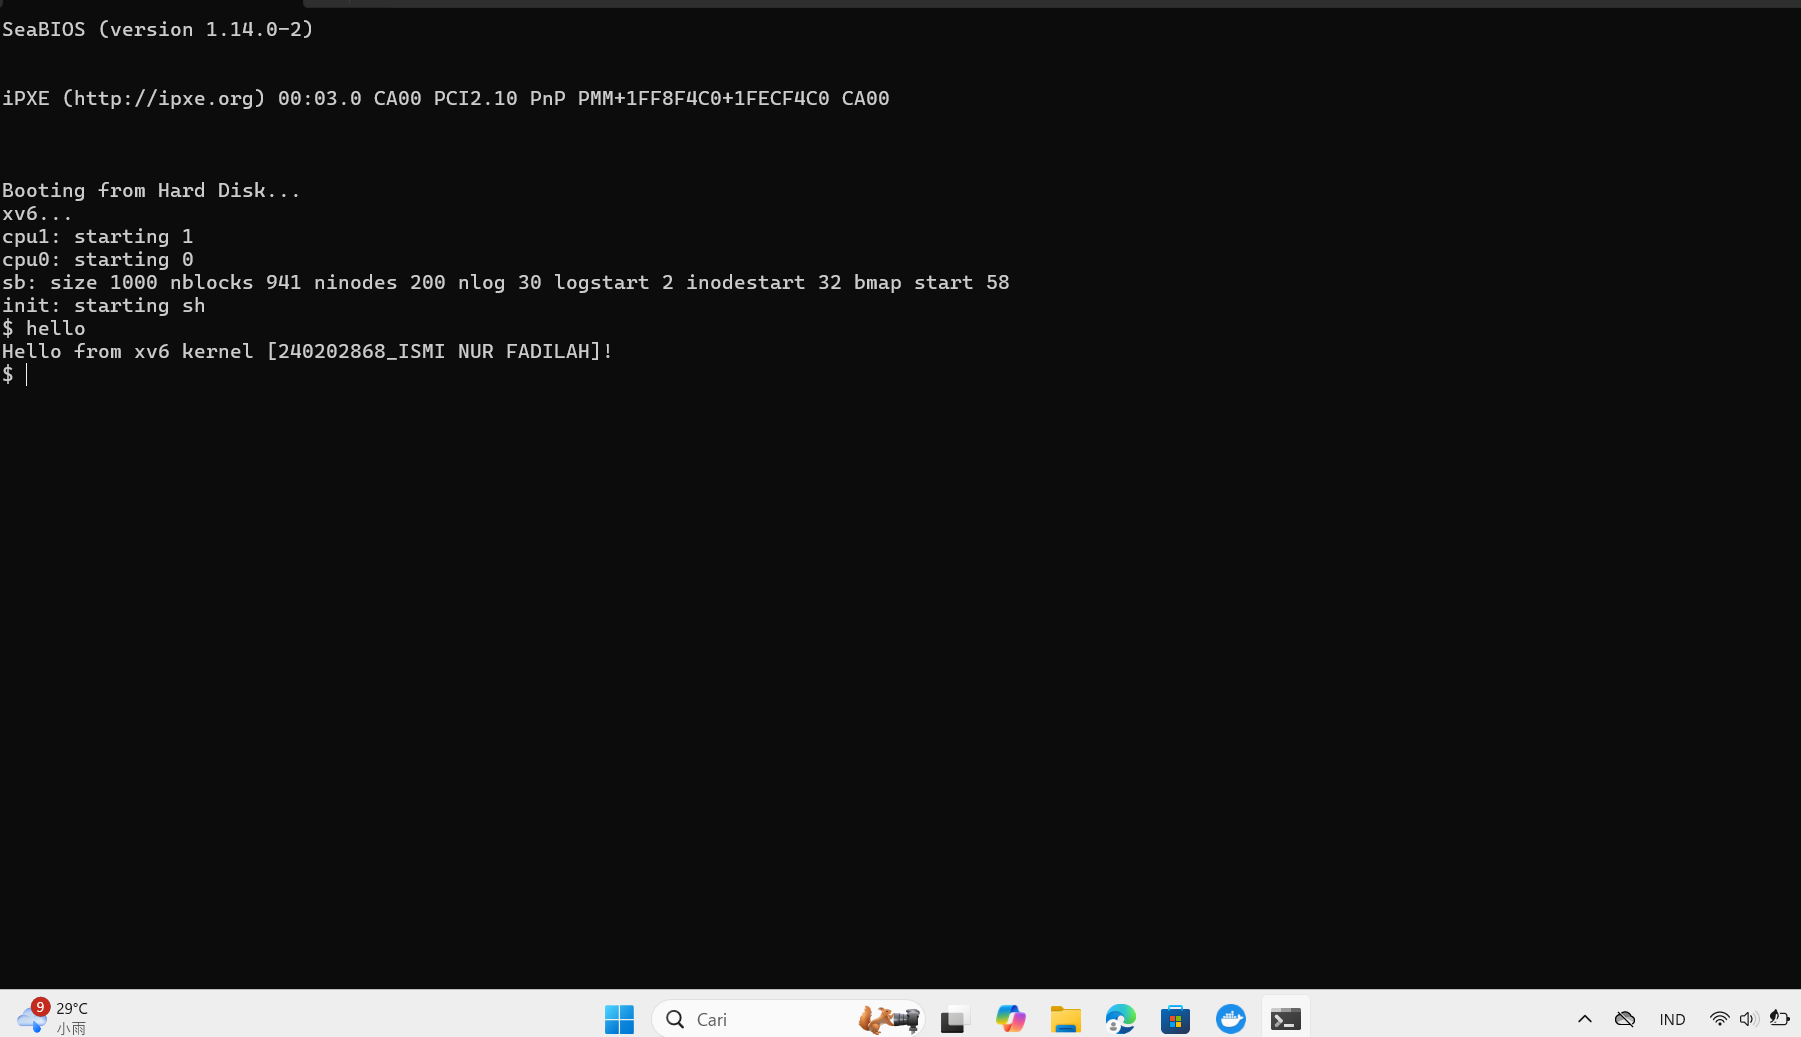 SeaBIOS (version 1.14.0-2)
iPXE (http://ipxe.org) 00:03.0 CA00 PCI2.10 PnP PMM+1FF8F4C0+1FECF4C0 CA00
Booting from Hard Disk...
xv6...
cpu1: starting 1
cpu0: starting 0
sb: size 1000 nblocks 941 ninodes 200 nlog 30 logstart 2 inodestart 32 bmap start 58
init: starting sh
$ hello
Hello from xv6 kernel [240202868_ISMI NUR FADILAH]!
$
9
29°C
小雨
Cari
IND